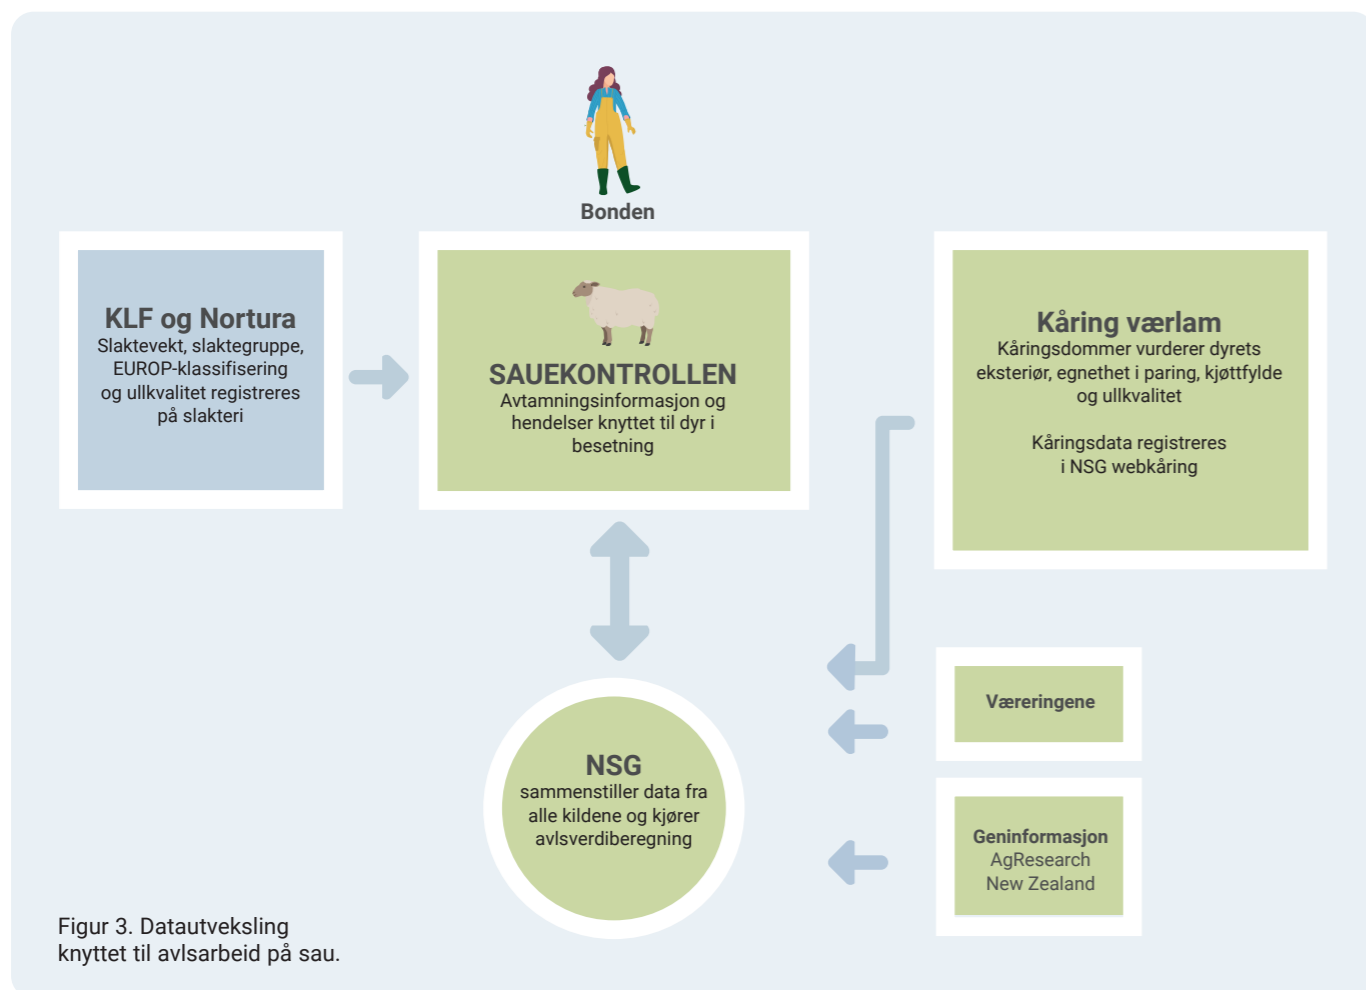 Bonden
KLF og Nortura
Slaktevekt, slaktegruppe,
EUROP-klassifisering
og ullkvalitet registreres
på slakteri
SAUEKONTROLLEN
Avtamningsinformasjon og
hendelser knyttet til dyr i
besetning
Kåring værlam
Kåringsdommer vurderer dyrets
eksteriør, egnethet i paring, kjøttfylde
og ullkvalitet
Kåringsdata registreres
i NSG webkåring
NSG
sammenstiller data fra
alle kildene og kjører
avlsverdiberegning
Væreringene
Geninformasjon
AgResearch
New Zealand
Figur 3. Datautveksling
knyttet til avlsarbeid på sau.